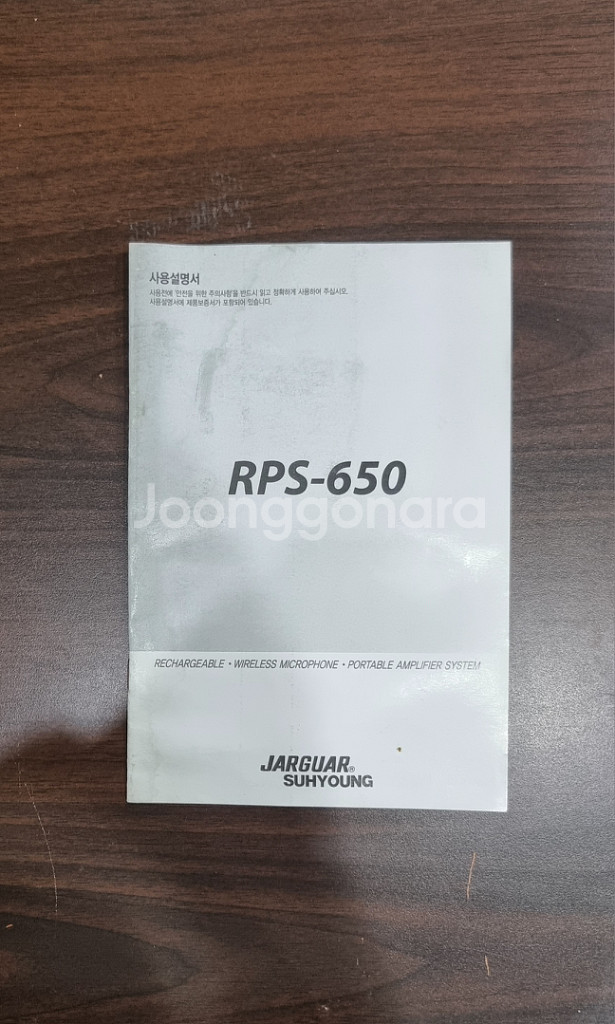 사용설명서
사용전에 '안전을 위한 주의사항'을 반드시 읽고 정확하게 사용하여 주십시오.
사용설명서에 제품보증서가 포함되어 있습니다.
RPS-650
Joonggonara
RECHARGEABLE • WIRELESS MICROPHONE • PORTABLE AMPLIFIER SYSTEM
JARGUAR®
SUHYOUNG